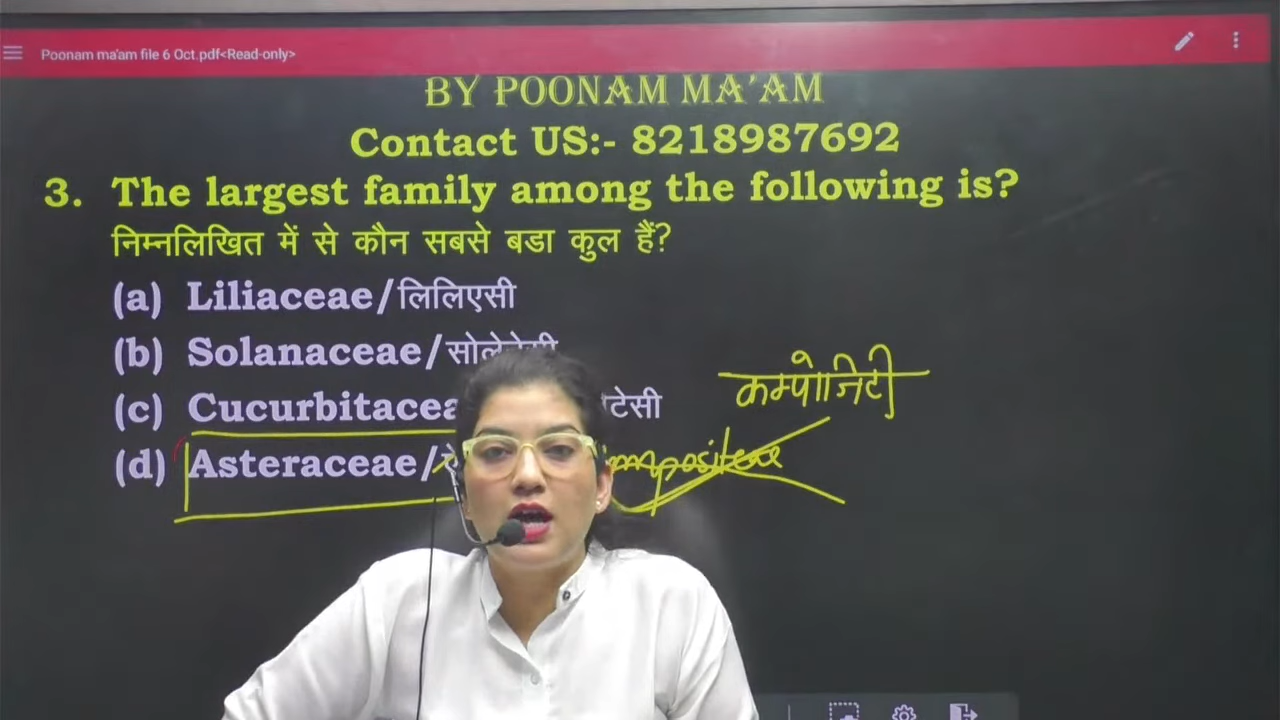 Poonam ma'am file 6 Oct.pdf<Read-only>
BY POONAM MA'AM
Contact US:- 8218987692
3. The largest family among the following is?
निम्नलिखित में से कौन सबसे बडा कुल हैं?
(a) Liliaceae/लिलिएसी
(b) Solanaceae/
(c)
कम्पोजिटी
(d) Asteraceae/